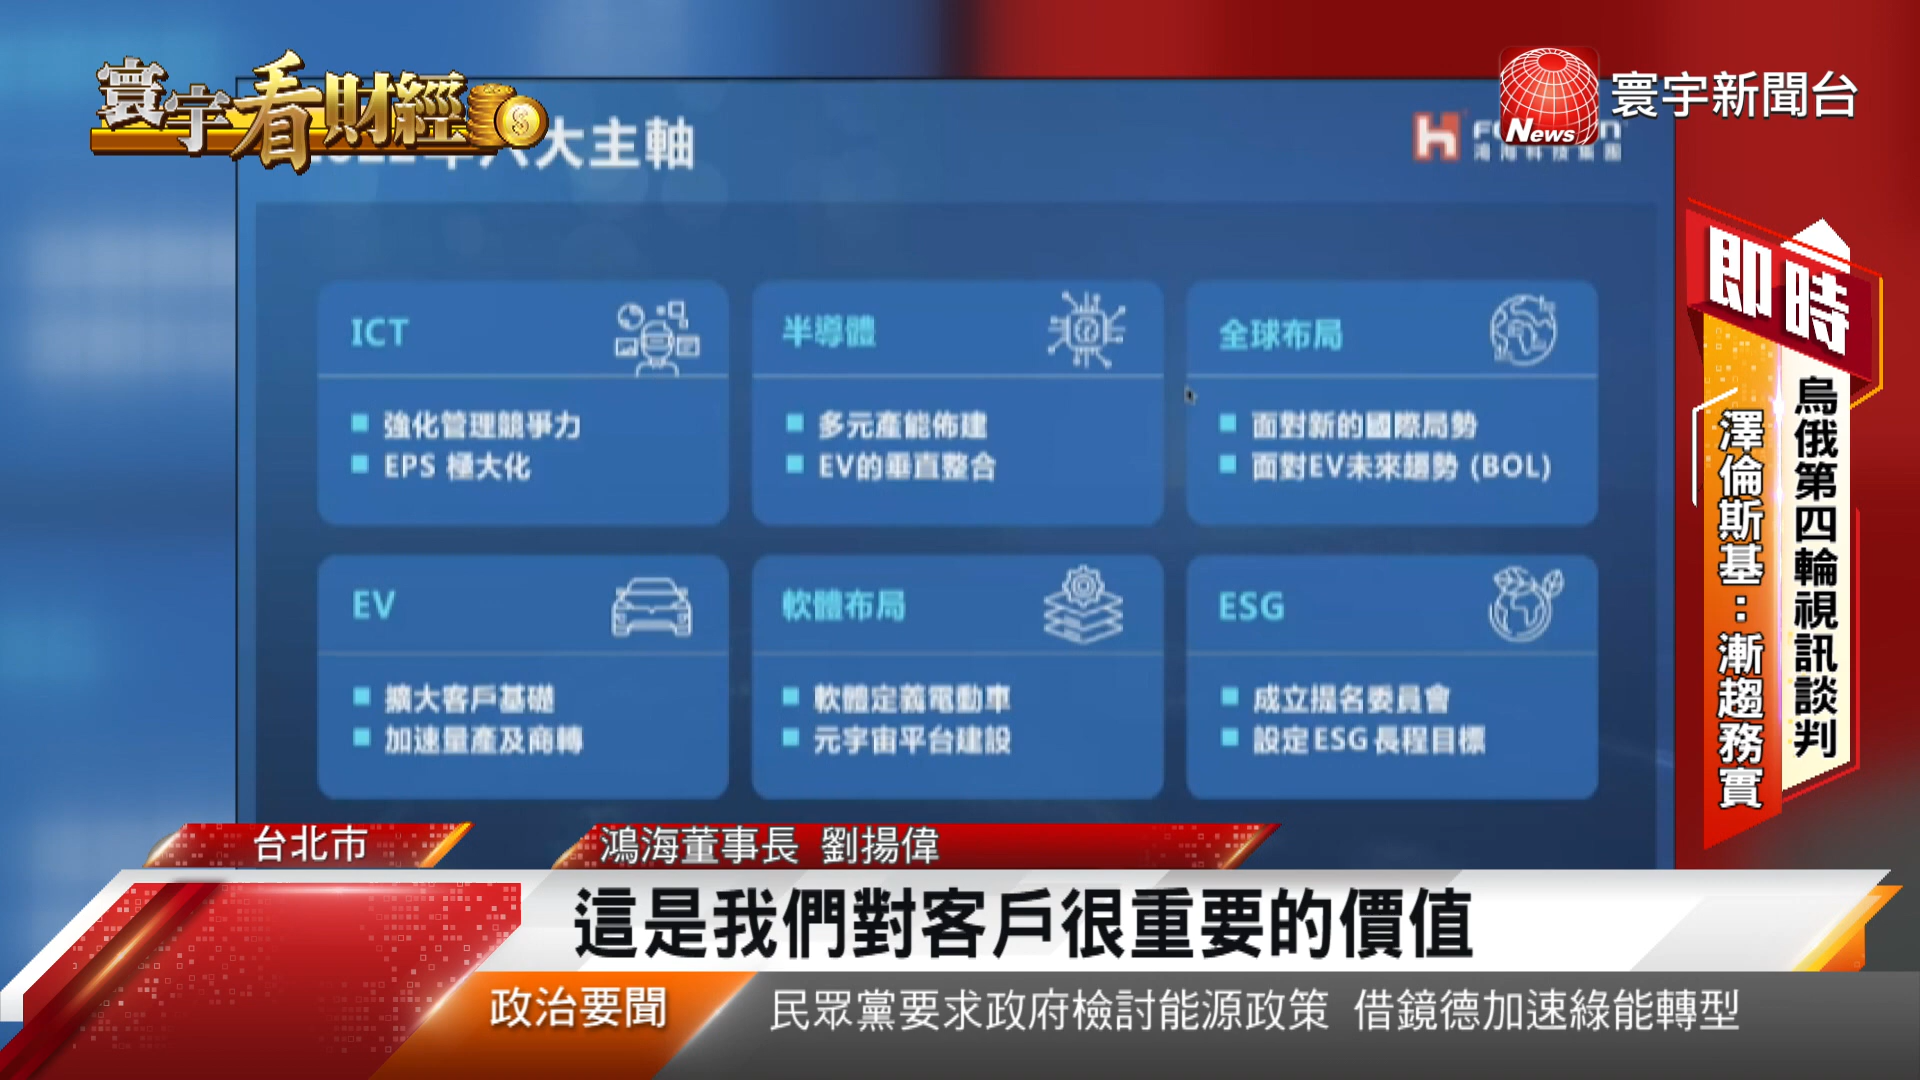 寰宇看財經
大主軸
News
寰宇新聞台
ICT
強化管理競爭力
EPS 極大化
半導體
多元產能佈建
EV的垂直整合
全球布局
面對新的國際局勢
面對EV未來趨勢 (BOL)
EV
擴大客戶基礎
加速量產及商轉
軟體布局
軟體定義電動車
元宇宙平台建設
ESG
成立提名委員會
設定ESG長程目標
即時
烏俄第四輪視訊談判
澤倫斯基：漸趨務實
台北市
鴻海董事長 劉揚偉
這是我們對客戶很重要的價值
政治要聞
民眾黨要求政府檢討能源政策 借鏡德加速綠能轉型